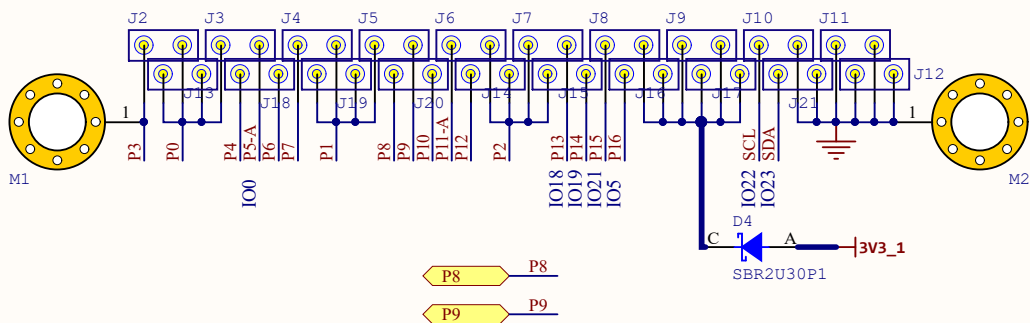 J2 J3 J4 J5 J6 J7 J8 J9 J10 J11
J13 J18 J19 J20 J14 J15 J16 J17 J21 J12
1 1
M1 M2
P3 P0 P4 P5-A P6 P7 P1 P8 P9 P10 P11-A P12 P2 P13 P14 P15 P16 SCL SDA
IO0 IO18 IO19 IO21 IO5 IO22 IO23
D4
C A 3V3_1
SBR2U30P1
P8 P8
P9 P9